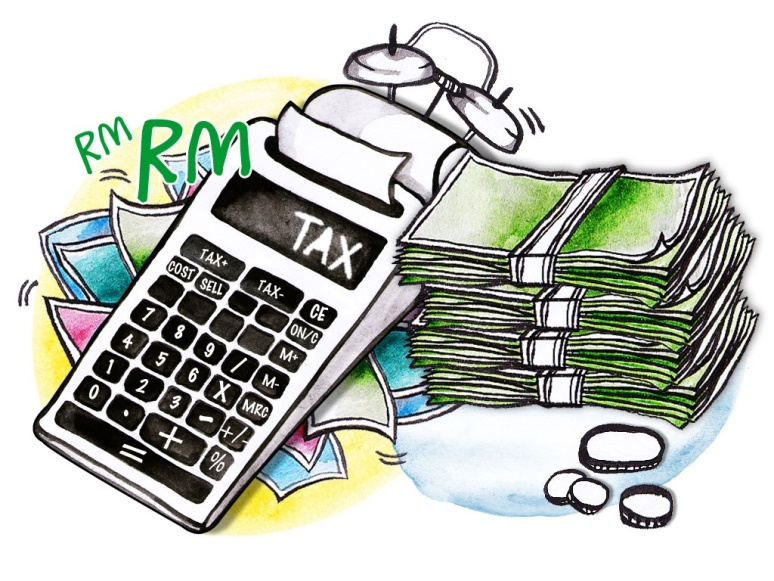 RM RM
TAX
TAX+ TAX-
COST SELL CE
ON/C
7 8 9 / M+
4 5 6 X M-
1 2 3 - MRC
0 . + +/-
= %